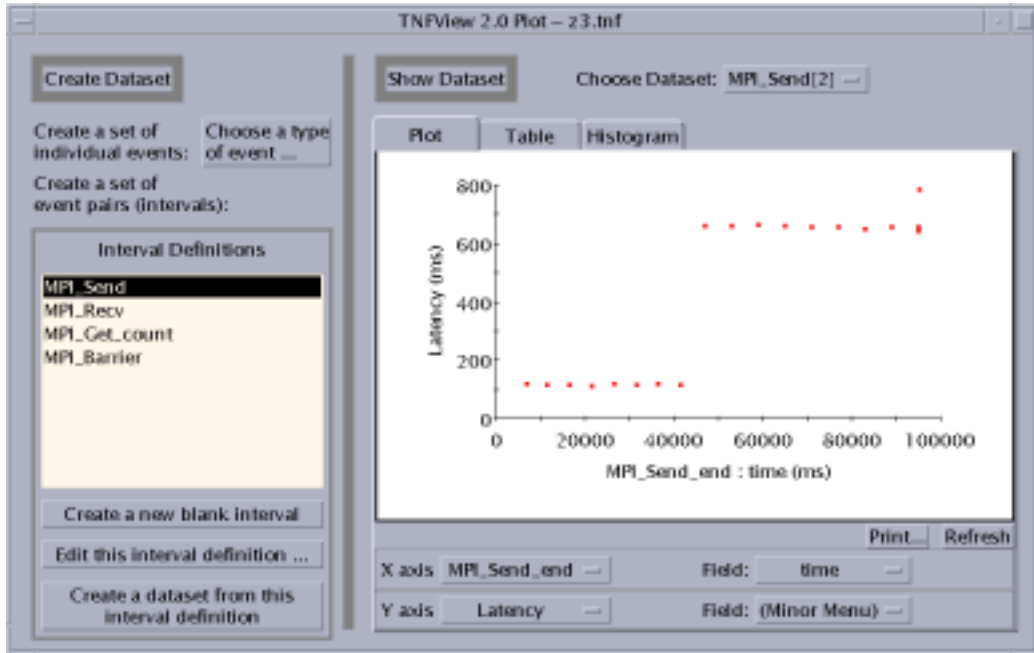 TNFView 2.0 Plot – z3.tnf
Create Dataset
Create a set of
individual events:
Choose a type
of event ...
Create a set of
event pairs (intervals):
Interval Definitions
MPI_Send
MPI_Recv
MPI_Get_count
MPI_Barrier
Create a new blank interval
Edit this interval definition ...
Create a dataset from this
interval definition
Show Dataset
Choose Dataset: MPI_Send[2]
Plot Table Histogram
800
600
400
200
0
Latency (ms)
0 20000 40000 60000 80000 100000
MPI_Send_end : time (ms)
Print... Refresh
X axis MPI_Send_end Field: time
Y axis Latency Field: (Minor Menu)